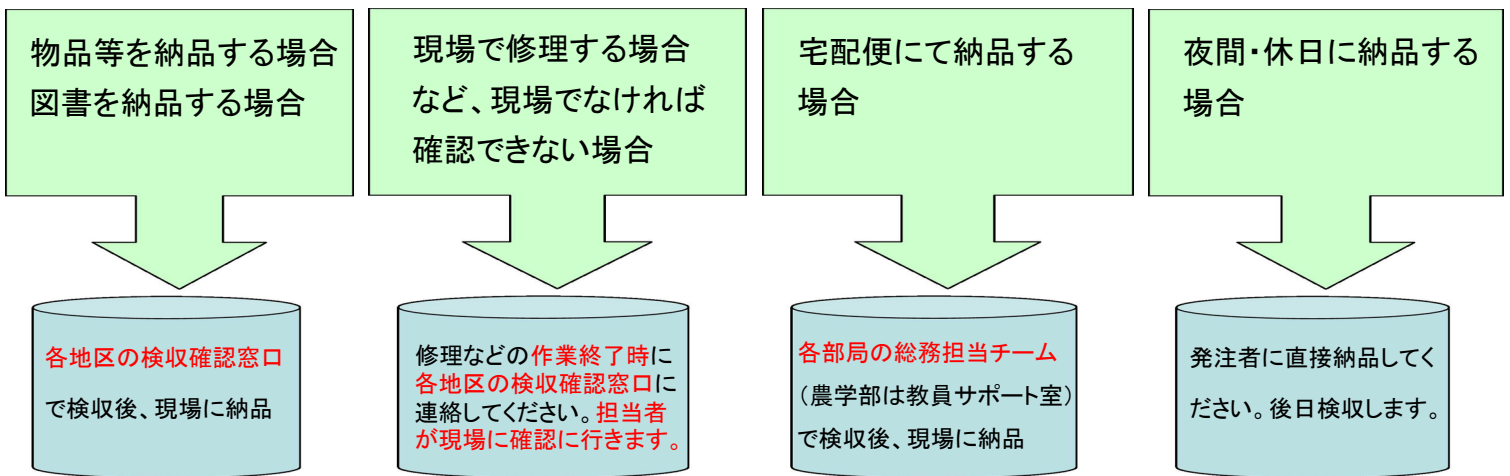 物品等を納品する場合
図書を納品する場合
現場で修理する場合
など、現場でなければ
確認できない場合
宅配便にて納品する
場合
夜間・休日に納品する
場合
各地区の検収確認窓口
で検収後、現場に納品
修理などの作業終了時に
各地区の検収確認窓口に
連絡してください。担当者
が現場に確認に行きます。
各部局の総務担当チーム
（農学部は教員サポート室）
で検収後、現場に納品
発注者に直接納品してく
ださい。後日検収します。